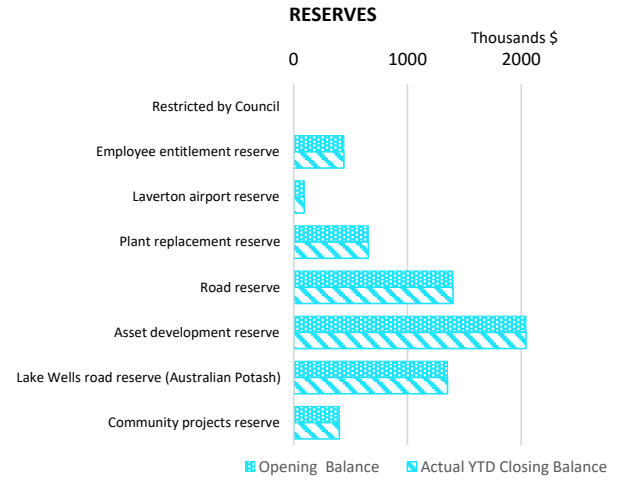 RESERVES
Thousands $
0 1000 2000
Restricted by Council
Employee entitlement reserve
Laverton airport reserve
Plant replacement reserve
Road reserve
Asset development reserve
Lake Wells road reserve (Australian Potash)
Community projects reserve
Opening Balance Actual YTD Closing Balance